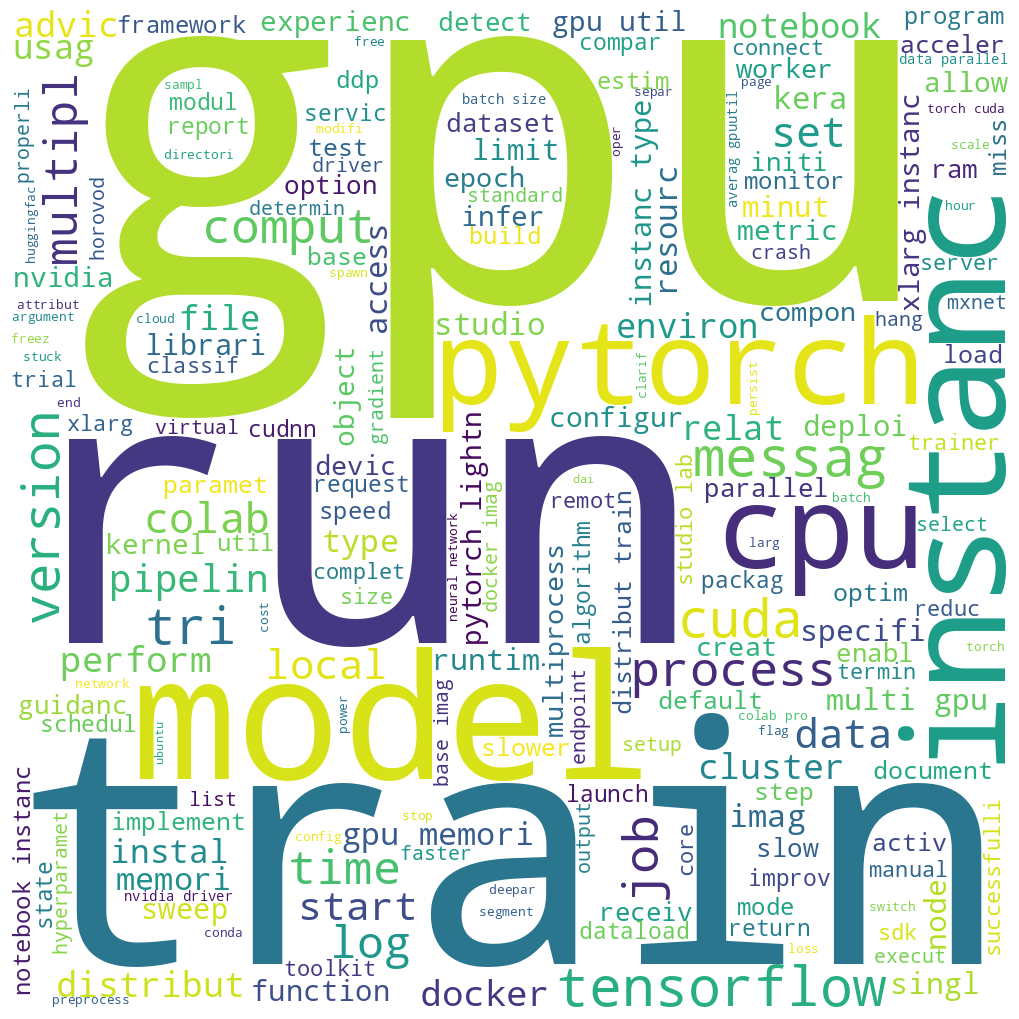 advic
framework
experienc
detect
gpu util
notebook
program
usag
free
compar
connect
acceler
data parallel
gpu
sampl
modul
report
directori
ddp
servic
modifi
test
driver
option
determin
batch size
dataset
limit
epoch
standard
infer
build
estim
separ
oper
instanc type
resourc
worker
page
kera
set
initi
monitor
averag gpuutil
minut
metric
crash
allow
torch cuda
scale
miss
ram
hour
xlarg instanc
server
properli
huggingfac
multipl
horovod
nvidia
attribut
argument
freez
stuck
trial
end
comput
base
spawn
access
cloud
file
librari
classif
studio
environ
compon
hang
mxnet
load
instanc
pytorch
clarif
persist
object
gradient
xlarg
virtual
cudnn
configur
relat
deploi
trainer
version
run
paramet
colab
kernel
util
pipelin
tri
cost
devic
request
speed
type
complet
size
neural network
pytorch lightn
docker imag
dai
remot
multiprocess
algorithm
distribut train
studio lab
messag
parallel
batch
cpu
larg
select
packag
optim
reduc
cuda
specifi
torch
creat
enabl
termin
perform
network
guidanc
schedul
ubuntu
local
power
runtim
base imag
model
slower
endpoint
setup
process
default
multi gpu
colab pro
flag
data
cluster
document
train
notebook instanc
state
hyperparamet
list
implement
instal
memori
nvidia driver
sweep
conda
config
stop
gpu memori
faster
time
start
log
deepar
segment
launch
output
job
core
step
imag
slow
improv
mode
return
loss
receiv
dataload
activ
manual
switch
node
sdk
execut
successfulli
distribut
preprocess
toolkit
function
docker
tensorflow
singl